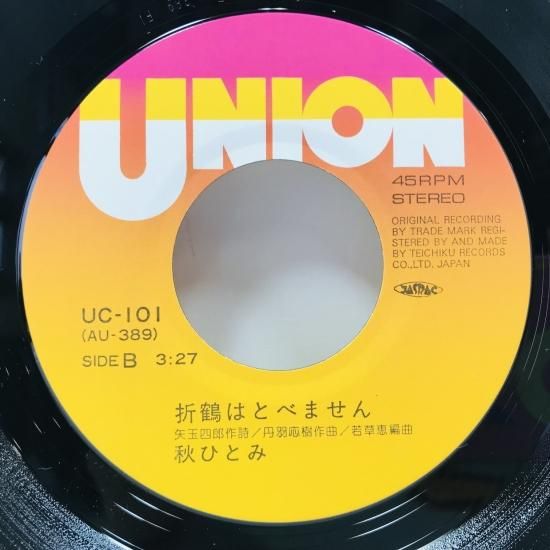 UNION
45RPM
STEREO
ORIGINAL RECORDING
BY TRADE MARK REGI-
STERED BY AND MADE
BY TEICHIKU RECORDS
CO.,LTD. JAPAN
JASRAC
UC-101
(AU-389)
SIDE B 3:27
折鶴はとべません
矢玉四郎作詩/丹羽応樹作曲/若草恵編曲
秋ひとみ